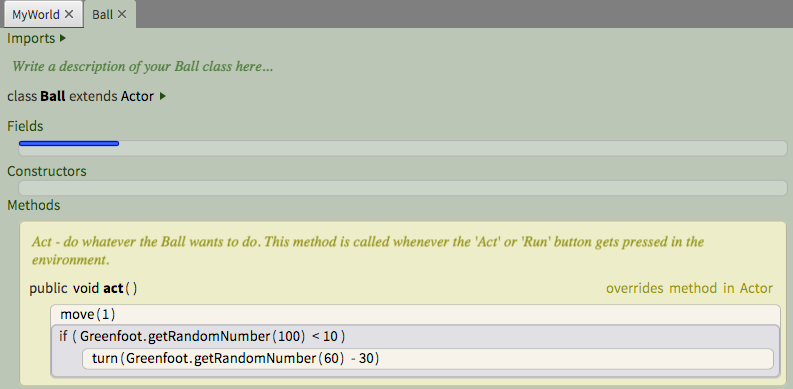 MyWorld × Ball ×
Imports ▶
Write a description of your Ball class here...
class Ball extends Actor ▶
Fields
Constructors
Methods
Act - do whatever the Ball wants to do. This method is called whenever the 'Act' or 'Run' button gets pressed in the
environment.
public void act() overrides method in Actor
move(1)
if ( Greenfoot.getRandomNumber(100) < 10 )
turn(Greenfoot.getRandomNumber(60) - 30)